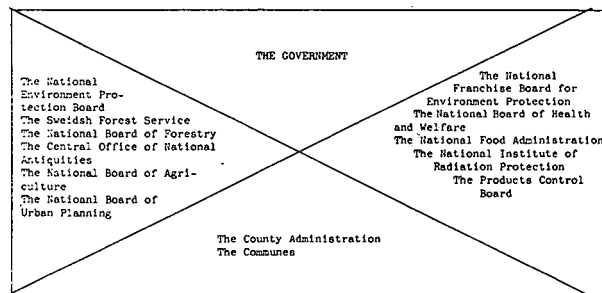 THE GOVERNMENT
The National
Environment Pro-
tection Board
The Swedish Forest Service
The National Board of Forestry
The Central Office of National
Antiquities
The National Board of Agri-
culture
The National Board of
Urban Planning
The National
Franchise Board for
Environment Protection
The National Board of Health
and Welfare
The National Food Administration
The National Institute of
Radiation Protection
The Products Control
Board
The County Administration
The Communes